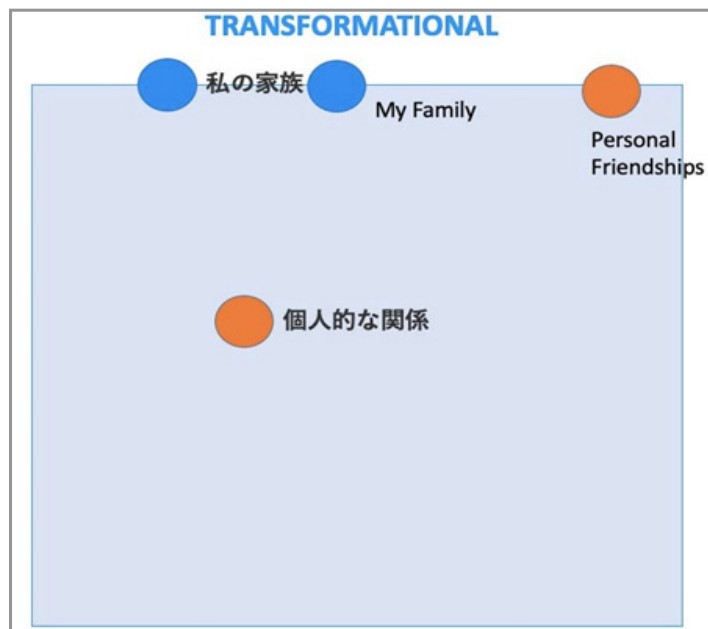 TRANSFORMATIONAL
私の家族
My Family
Personal
Friendships
個人的な関係